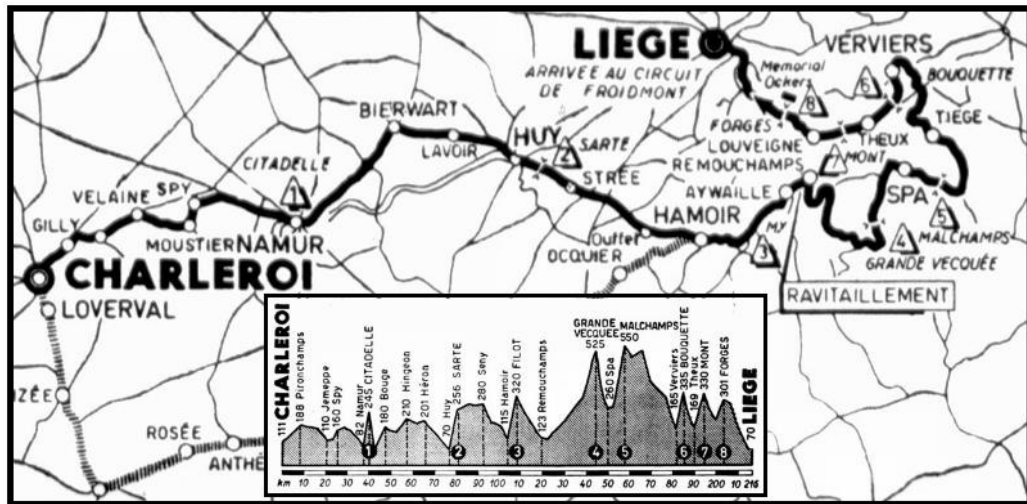 LIEGE
ARRIVÉE AU CIRCUIT
DE FROIDMONT
Memorial
Ockers
8
6
VERVIERS
BOUQUETTE
TIEGE
FORGES
THEUX
LOUVEIGNE
7 MONT
REMOUCHAMPS
AYWAILLE
SPA
5
MALCHAMPS
4
GRANDE VECQUÉE
MY
3
RAVITAILLEMENT
HAMOIR
Ouffet
OCQUIER
STRÉE
2
SARTE
HUY
LAVOIR
BIERWART
CITADELLE
1
NAMUR
MOUSTIER
SPY
VELAINE
GILLY
CHARLEROI
LOVERVAL
ZÉE
ROSÉE
ANTHÉ
111 CHARLEROI
188 Pironchamps
110 Jemeppe
160 Spy
82 Namur
245 CITADELLE
180 Bouge
210 Hingeon
201 Héron
70 Huy
256 SARTE
280 Seny
115 Hamoir
320 FILOT
123 Remouchamps
GRANDE
VECQUÉE
525
260 Spa
MALCHAMPS
550
165 Verviers
335 BOUQUETTE
169 Theux
330 MONT
301 FORGES
70 LIEGE
1 2 3 4 5 6 7 8
km 10 20 30 40 50 60 70 80 90 100 10 20 30 40 50 60 70 80 90 200 10 216